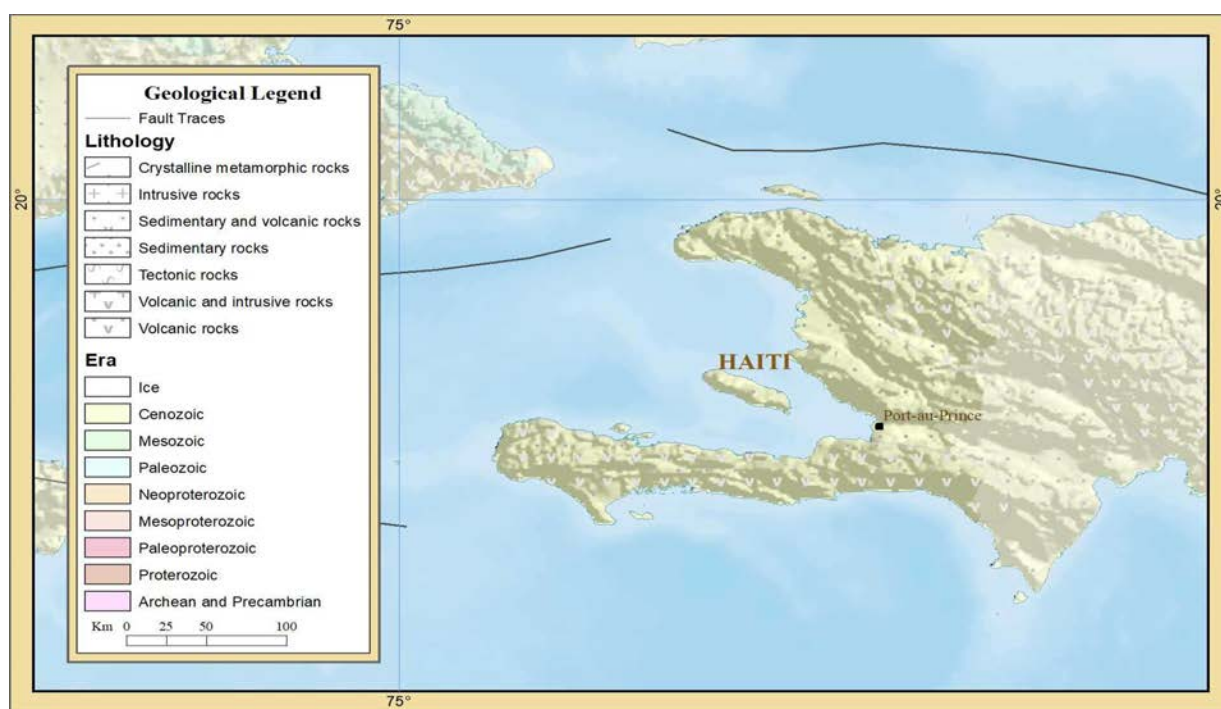 75°
20°
20°
Geological Legend
Fault Traces
Lithology
Crystalline metamorphic rocks
Intrusive rocks
Sedimentary and volcanic rocks
Sedimentary rocks
Tectonic rocks
Volcanic and intrusive rocks
Volcanic rocks
Era
Ice
Cenozoic
Mesozoic
Paleozoic
Neoproterozoic
Mesoproterozoic
Paleoproterozoic
Proterozoic
Archean and Precambrian
Km 0 25 50 100
HAITI
Port-au-Prince
75°